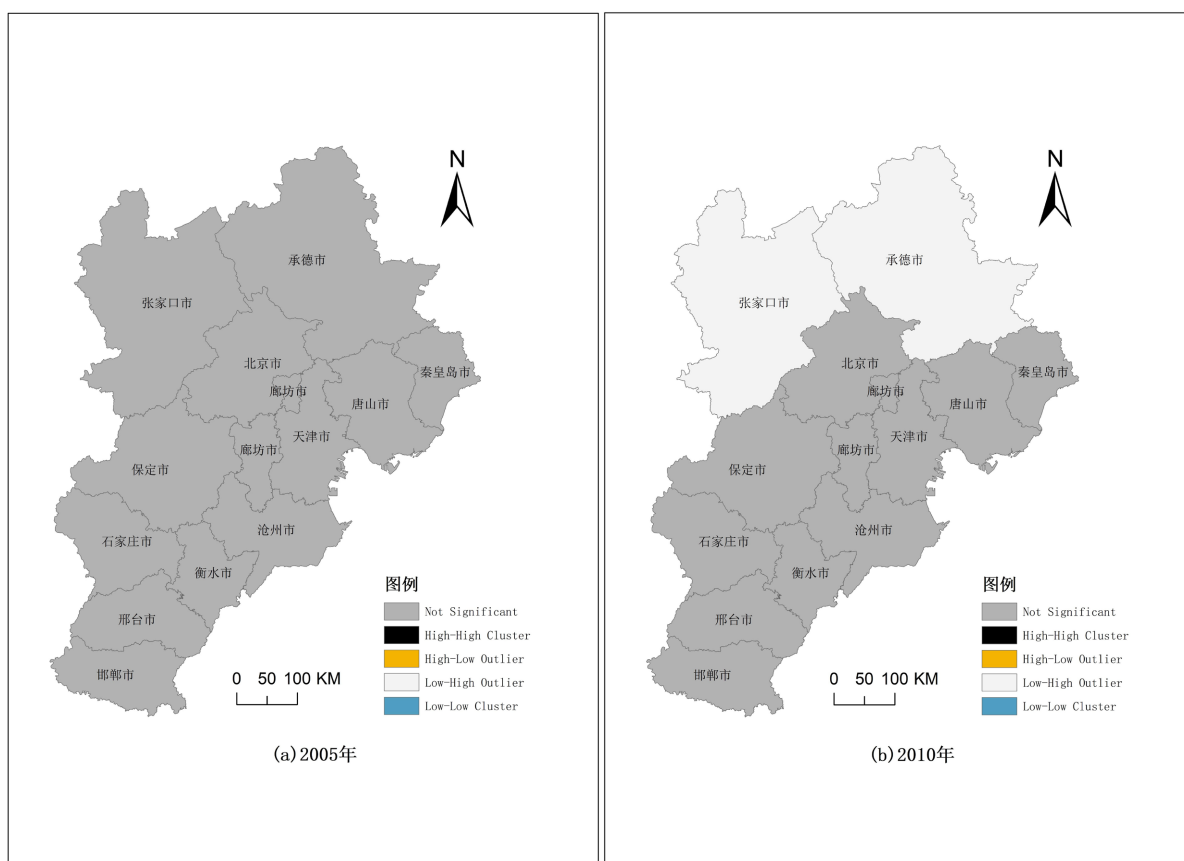 N
承德市
张家口市
北京市
秦皇岛市
廊坊市
唐山市
天津市
廊坊市
保定市
沧州市
石家庄市
衡水市
邢台市
邯郸市
图例
Not Significant
High-High Cluster
High-Low Outlier
Low-High Outlier
Low-Low Cluster
0 50 100 KM
(a)2005年
N
承德市
张家口市
北京市
秦皇岛市
廊坊市
唐山市
天津市
廊坊市
保定市
沧州市
石家庄市
衡水市
邢台市
邯郸市
图例
Not Significant
High-High Cluster
High-Low Outlier
Low-High Outlier
Low-Low Cluster
0 50 100 KM
(b)2010年